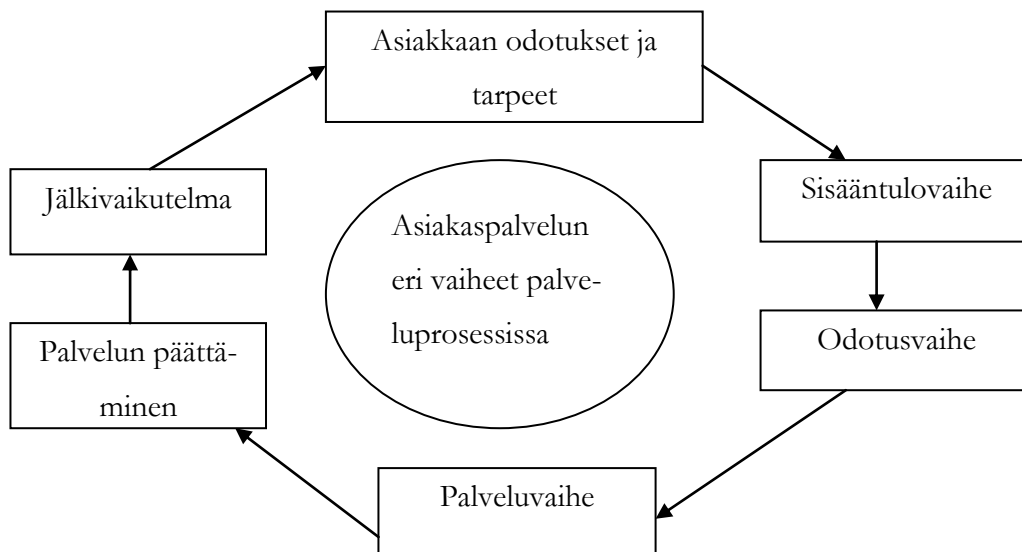 Asiakkaan odotukset ja
tarpeet
Sisääntulovaihe
Odotusvaihe
Palveluvaihe
Palvelun päättä-
minen
Jälkivaikutelma
Asiakaspalvelun
eri vaiheet palve-
luprosessissa